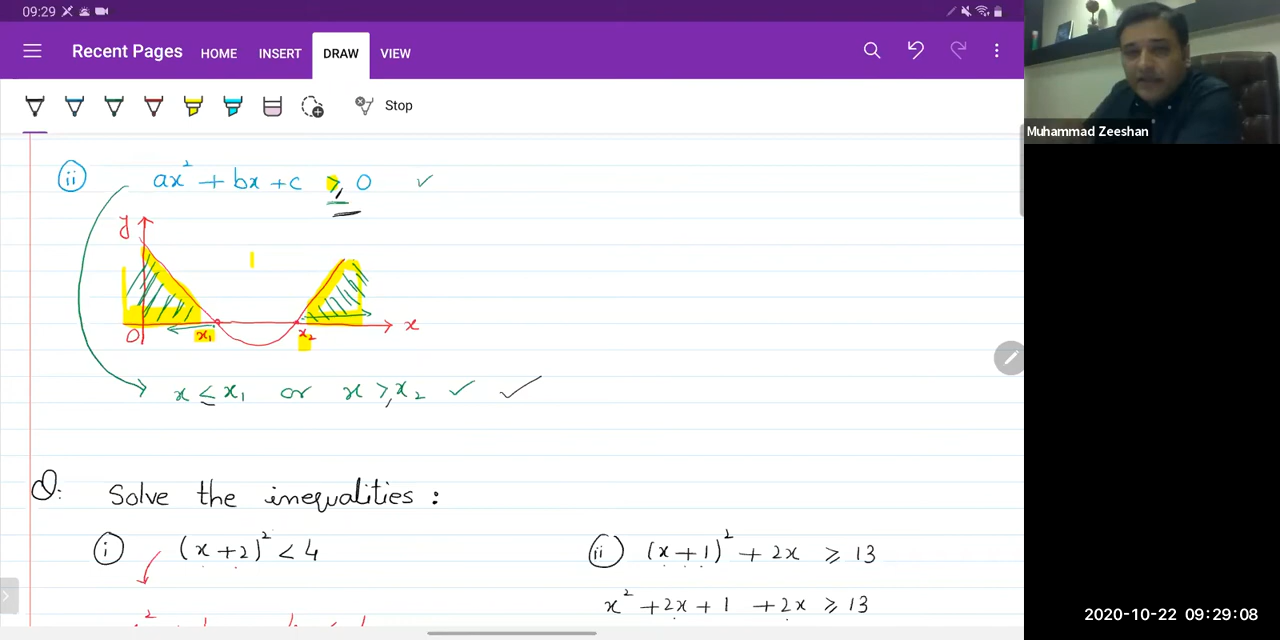 09:29
Recent Pages HOME INSERT DRAW VIEW
Stop
Muhammad Zeeshan
ii ax² + bx + c ≥ 0 ✓
y
O x₁ x₂ x
x ≤ x₁ or x ≥ x₂ ✓ ✓
Q: Solve the inequalities :
i (x + 2)² < 4
ii (x + 1)² + 2x ≥ 13
x² + 2x + 1 + 2x ≥ 13
2020-10-22 09:29:08